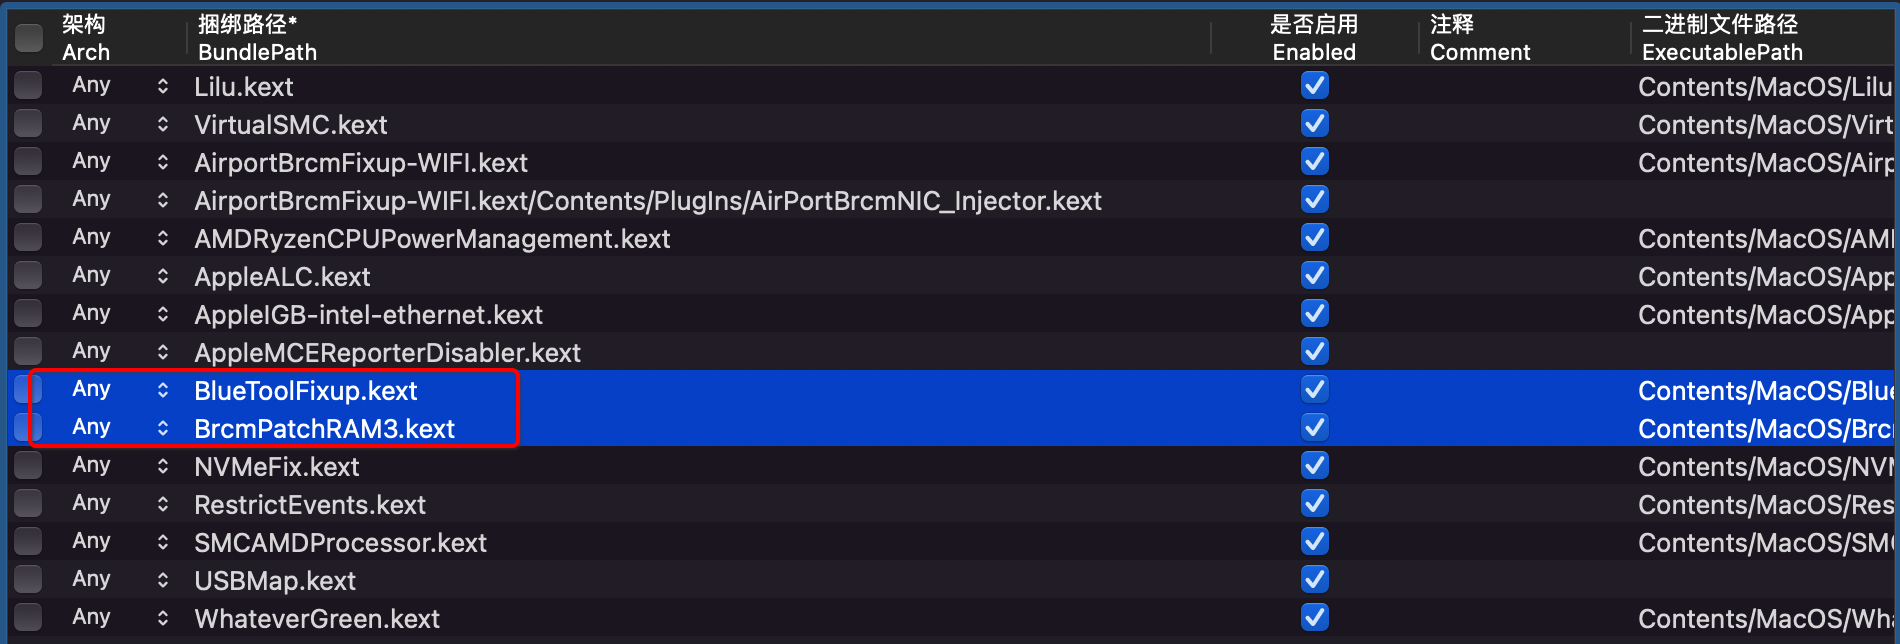 架构 捆绑路径* 是否启用 注释 二进制文件路径
Arch BundlePath Enabled Comment ExecutablePath
Any Lilu.kext Contents/MacOS/Lilu
Any VirtualSMC.kext Contents/MacOS/Virt
Any AirportBrcmFixup-WIFI.kext Contents/MacOS/Airp
Any AirportBrcmFixup-WIFI.kext/Contents/PlugIns/AirPortBrcmNIC_Injector.kext
Any AMDRyzenCPUPowerManagement.kext Contents/MacOS/AMI
Any AppleALC.kext Contents/MacOS/App
Any AppleIGB-intel-ethernet.kext Contents/MacOS/App
Any AppleMCEReporterDisabler.kext
Any BlueToolFixup.kext Contents/MacOS/Blue
Any BrcmPatchRAM3.kext Contents/MacOS/Brcr
Any NVMeFix.kext Contents/MacOS/NVM
Any RestrictEvents.kext Contents/MacOS/Res
Any SMCAMDProcessor.kext Contents/MacOS/SMC
Any USBMap.kext
Any WhateverGreen.kext Contents/MacOS/Wha